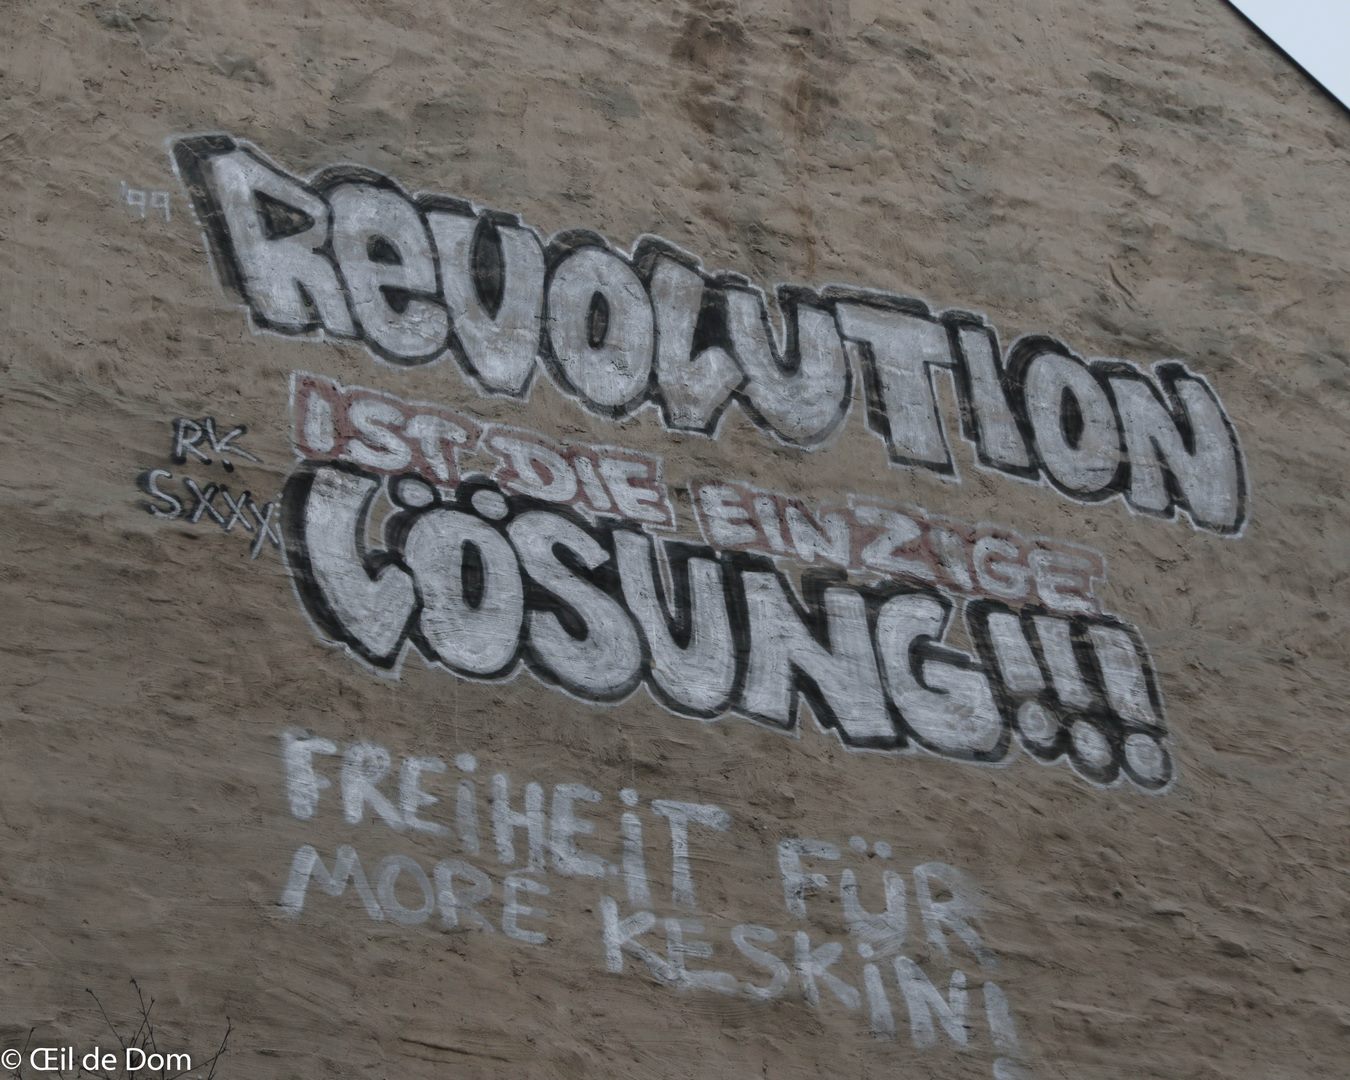 '99
REVOLUTION
IST DIE EINZIGE
RK
SXXX
LÖSUNG!!!
FREiHEiT FÜR
MORE KESKiN!
© Œil de Dom